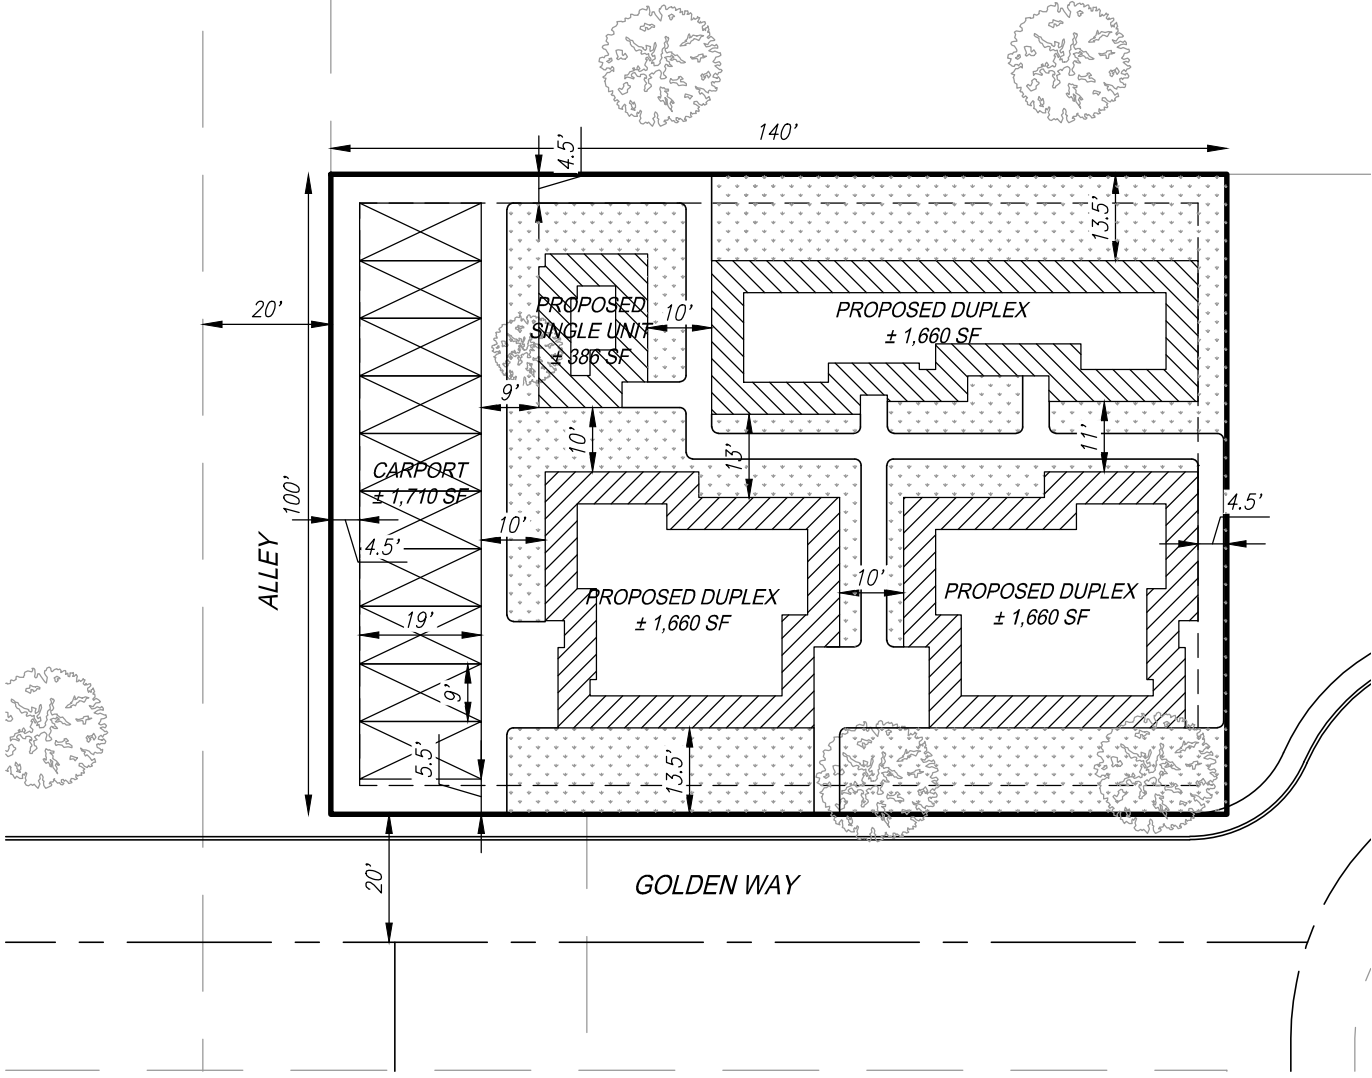 140'
4.5'
13.5'
20'
PROPOSED
SINGLE UNIT
± 386 SF
10'
PROPOSED DUPLEX
± 1,660 SF
9'
10'
13'
11'
CARPORT
± 1,710 SF
100'
ALLEY
4.5'
10'
4.5'
PROPOSED DUPLEX
± 1,660 SF
10'
PROPOSED DUPLEX
± 1,660 SF
19'
9'
5.5'
13.5'
20'
GOLDEN WAY